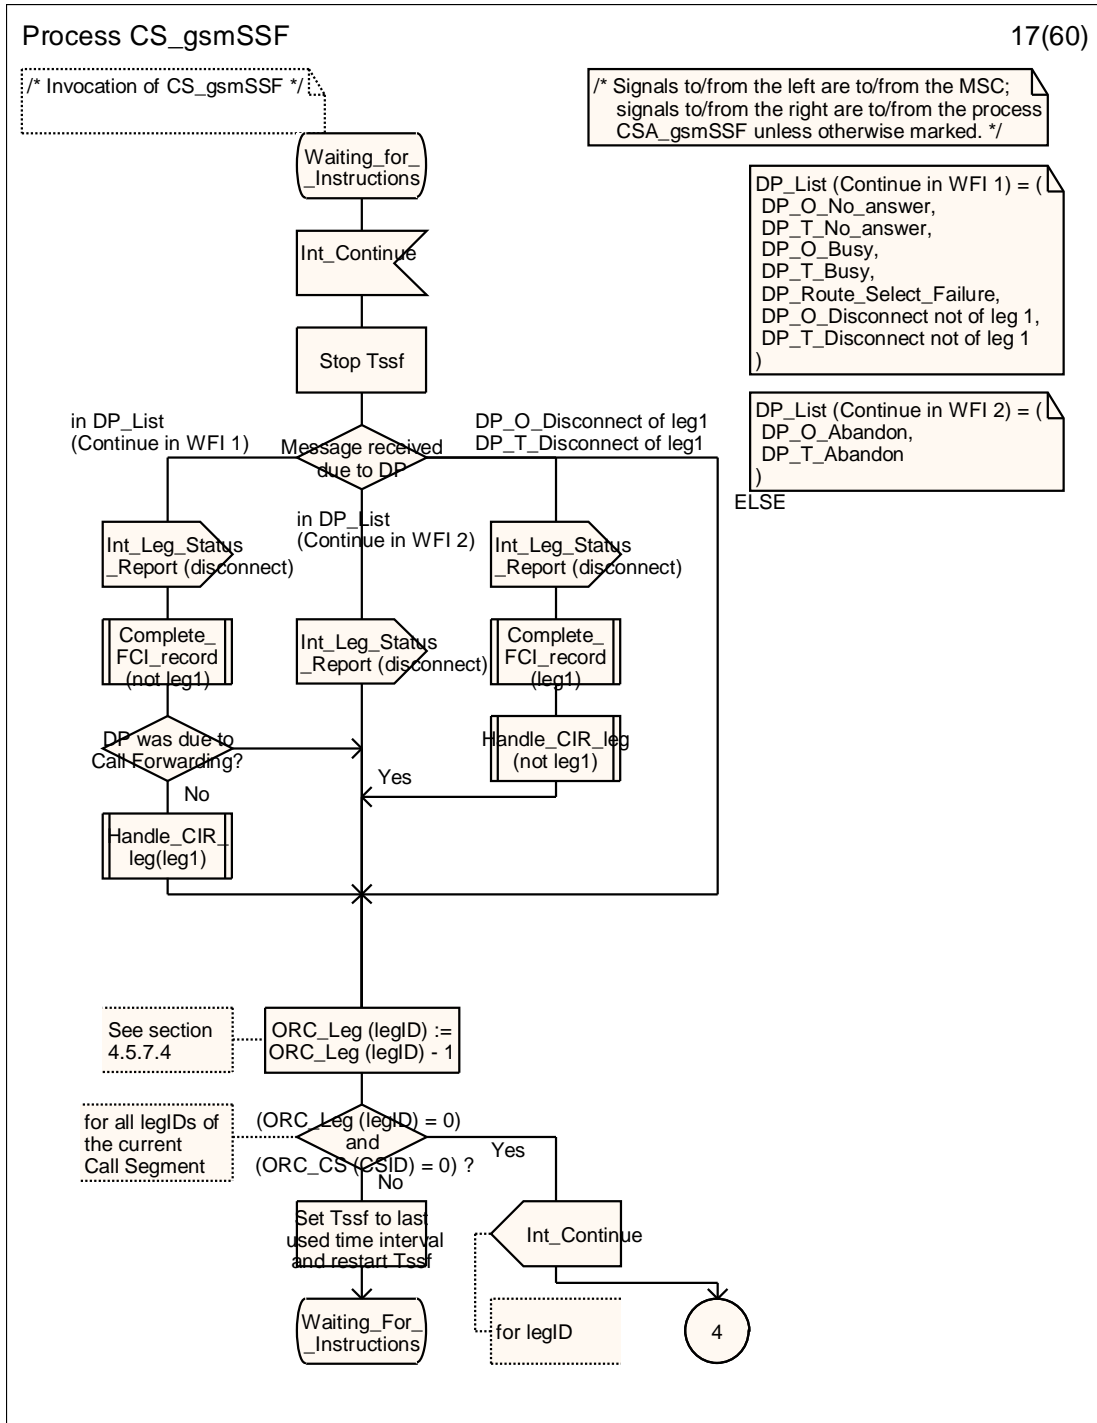 Process CS_gsmSSF
17(60)
/* Invocation of CS_gsmSSF */
/* Signals to/from the left are to/from the MSC;
signals to/from the right are to/from the process
CSA_gsmSSF unless otherwise marked. */
Waiting_for_
_Instructions
DP_List (Continue in WFI 1) = (
DP_O_No_answer,
DP_T_No_answer,
DP_O_Busy,
DP_T_Busy,
DP_Route_Select_Failure,
DP_O_Disconnect not of leg 1,
DP_T_Disconnect not of leg 1
)
Int_Continue
Stop Tssf
DP_List (Continue in WFI 2) = (
DP_O_Abandon,
DP_T_Abandon
)
in DP_List
(Continue in WFI 1)
Message received
due to DP
DP_O_Disconnect of leg1
DP_T_Disconnect of leg1
ELSE
in DP_List
(Continue in WFI 2)
Int_Leg_Status
_Report (disconnect)
Int_Leg_Status
_Report (disconnect)
Complete_
FCI_record
(not leg1)
Int_Leg_Status
_Report (disconnect)
Complete_
FCI_record
(leg1)
DP was due to
Call Forwarding?
Handle_CIR_leg
(not leg1)
Yes
No
Handle_CIR_
leg(leg1)
See section
4.5.7.4
ORC_Leg (legID) :=
ORC_Leg (legID) - 1
for all legIDs of
the current
Call Segment
(ORC_Leg (legID) = 0)
and
(ORC_CS (CSID) = 0) ?
Yes
No
Set Tssf to last
used time interval
and restart Tssf
Int_Continue
Waiting_For_
_Instructions
for legID
4